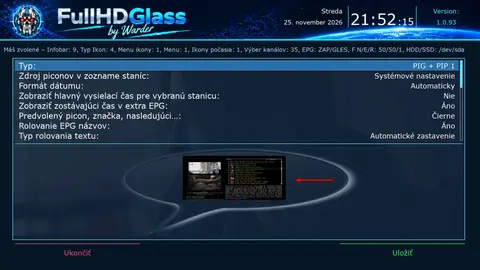 FullHDGlass
by Warder
Streda
25. november 2026
21:52:15
Version:
1.0.93
Máš zvolené – Infobar: 9, Typ Ikon: 4, Menu ikony: 1, Menu: 1, Ikony počasia: 1, Výber kanálov: 35, EPG: ZAP/GLES, F N/E/R: 50/50/1, HDD/SSD: /dev/sda
Typ: PIG + PIP 1
Zdroj piconov v zozname staníc: Systémové nastavenie
Formát dátumu: Automaticky
Zobraziť hlavný vysielací čas pre vybranú stanicu: Nie
Zobraziť zostávajúci čas v extra EPG: Áno
Predvolený picon, značka, nasledujúci...: Čierne
Rolovanie EPG názvov: Áno
Typ rolovania textu: Automatické zastavenie
Ukončiť
Uložiť